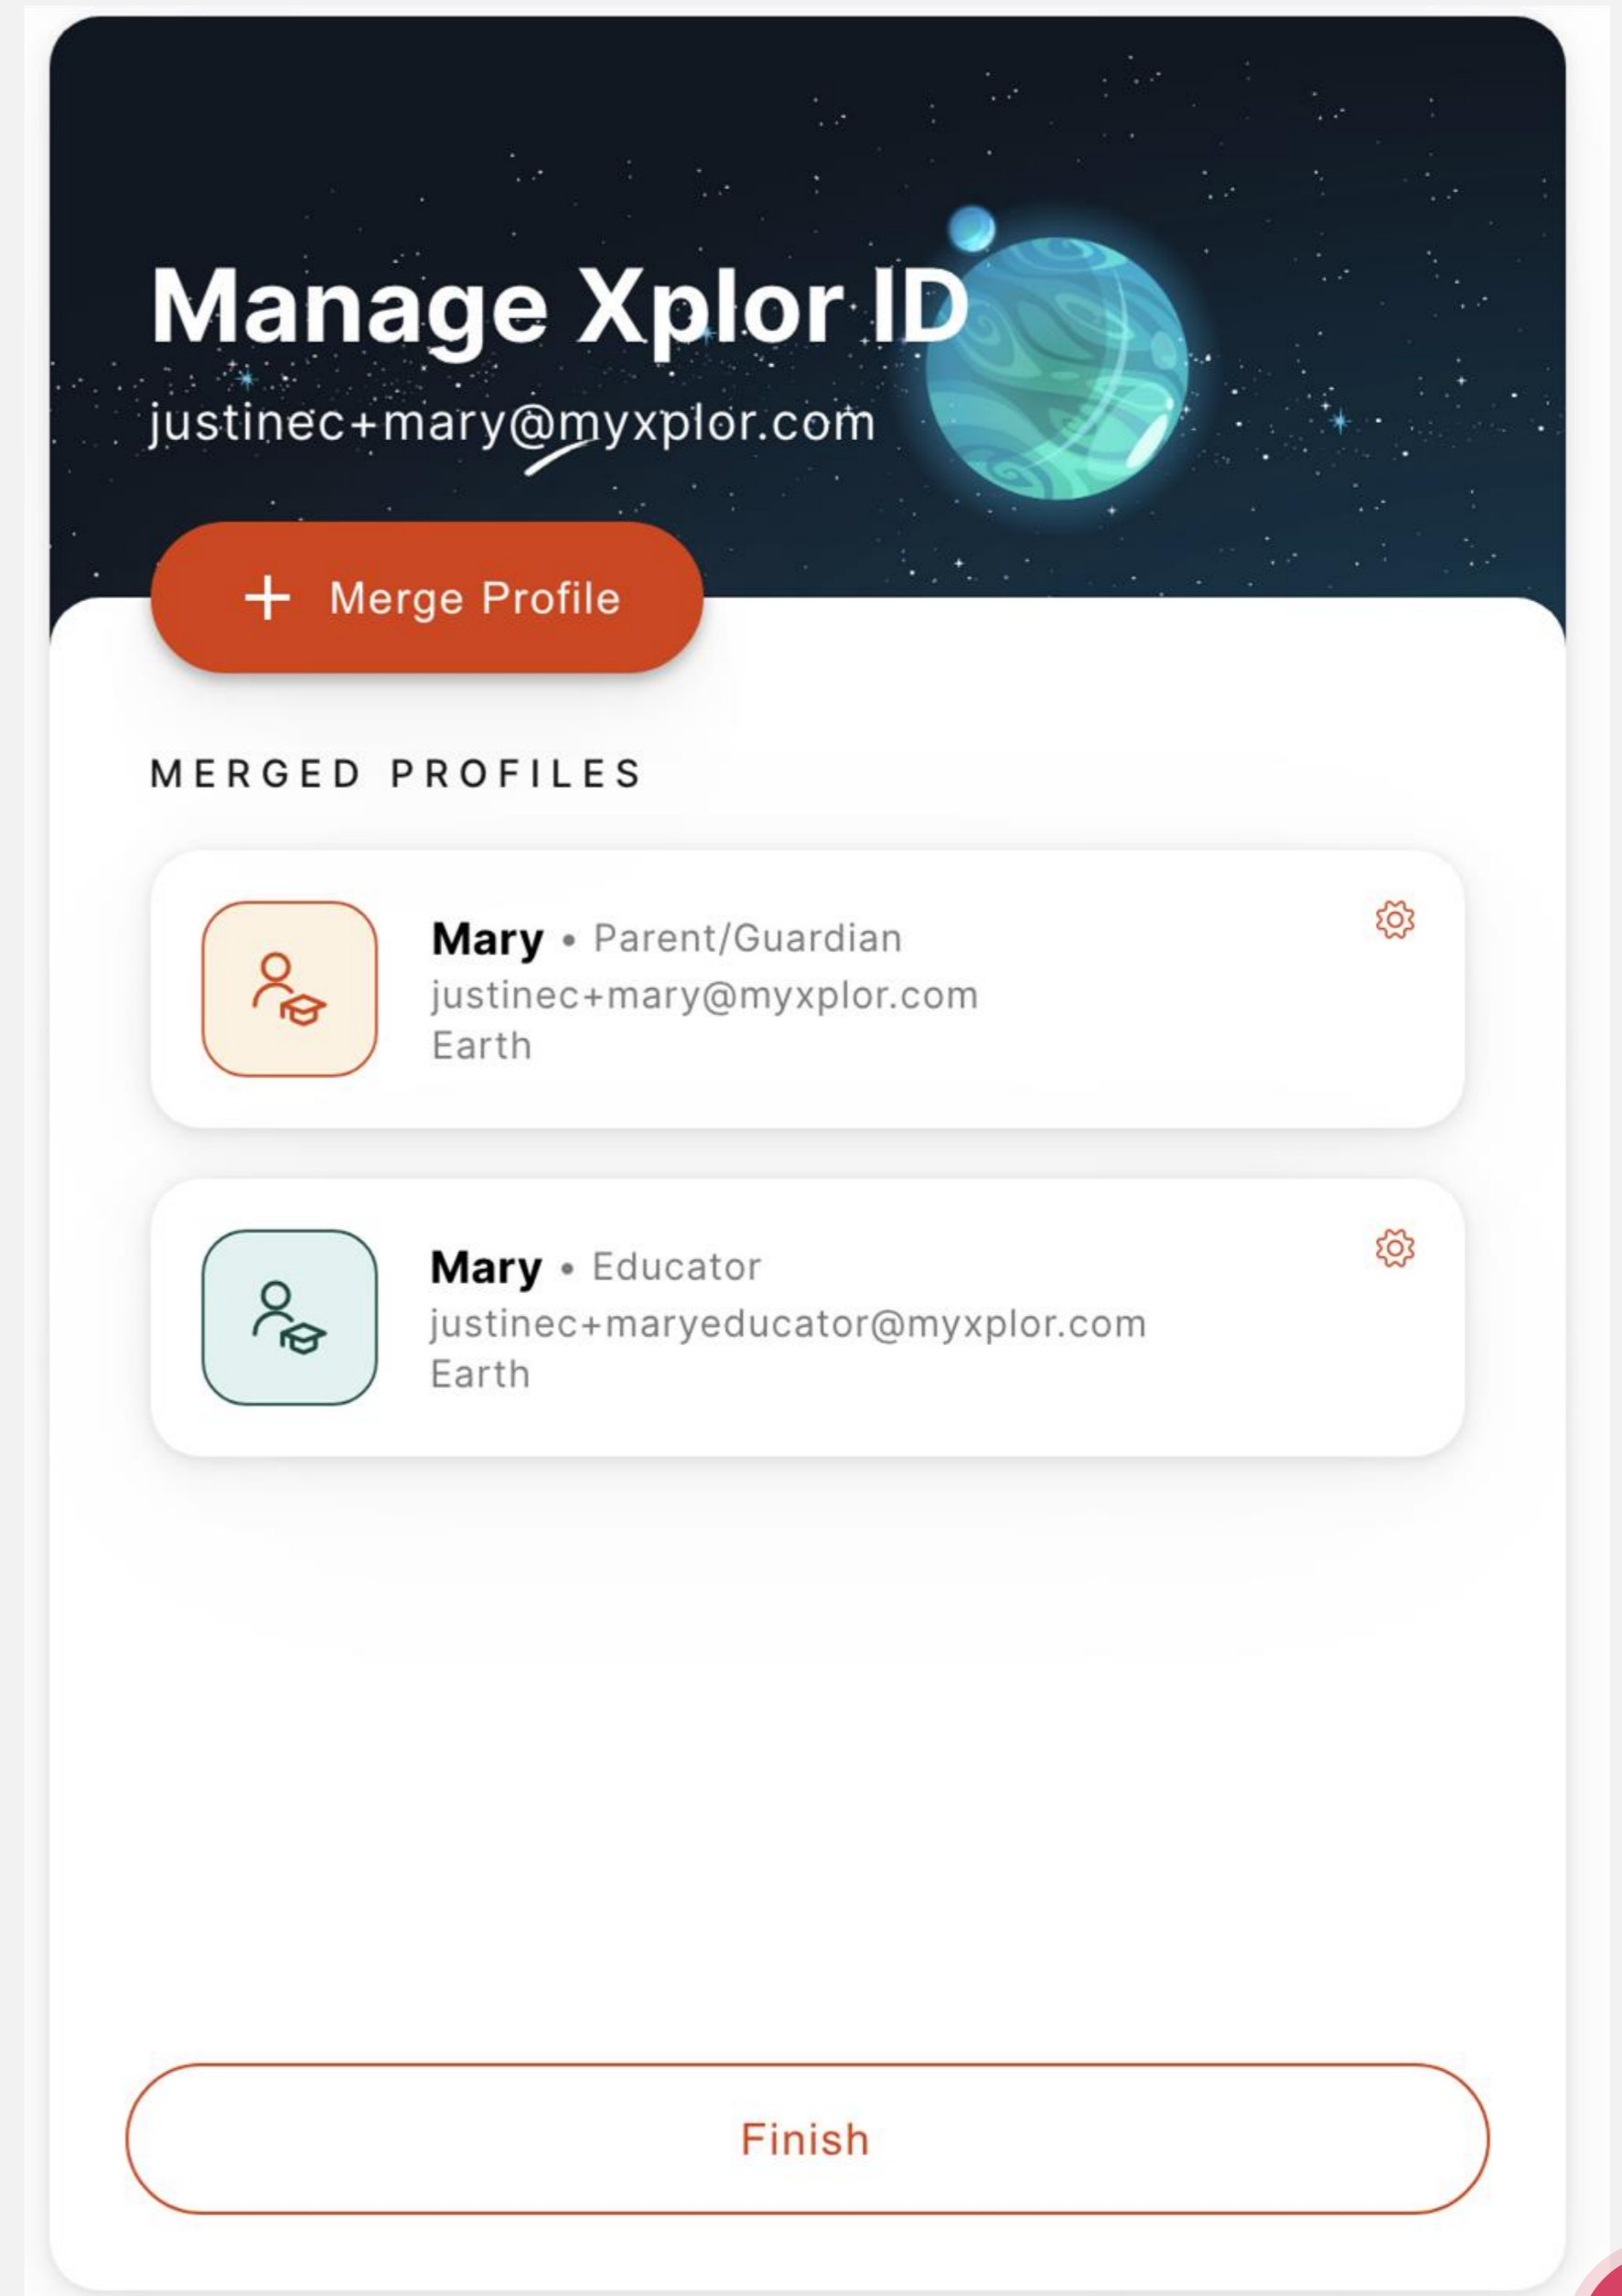 Manage Xplor ID
justinec+mary@myxplor.com
+ Merge Profile
MERGED PROFILES
Mary • Parent/Guardian
justinec+mary@myxplor.com
Earth
Mary • Educator
justinec+maryeducator@myxplor.com
Earth
Finish